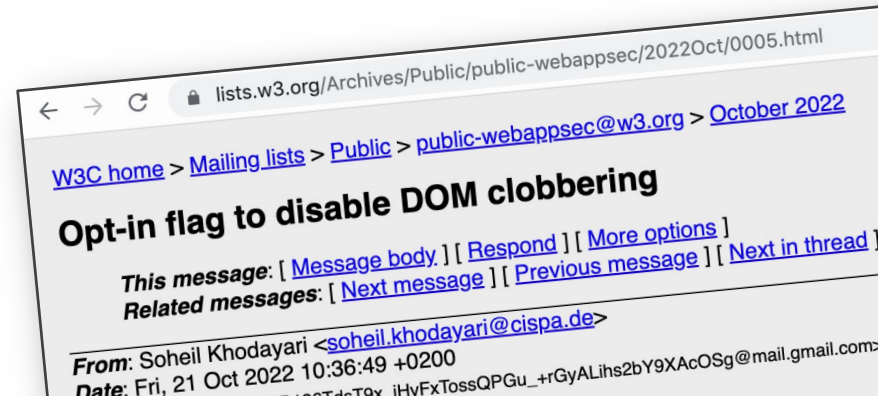 lists.w3.org/Archives/Public/public-webappsec/2022Oct/0005.html
W3C home > Mailing lists > Public > public-webappsec@w3.org > October 2022
Opt-in flag to disable DOM clobbering
This message: [ Message body ] [ Respond ] [ More options ]
Related messages: [ Next message ] [ Previous message ] [ Next in thread ]
From: Soheil Khodayari <soheil.khodayari@cispa.de>
Date: Fri, 21 Oct 2022 10:36:49 +0200